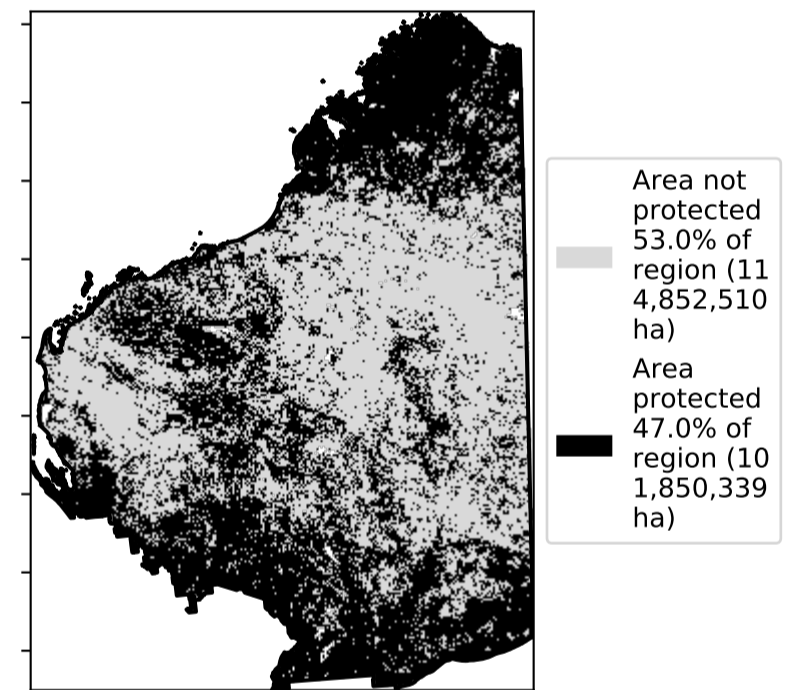 Area not
protected
53.0% of
region (11
4,852,510
ha)
Area
protected
47.0% of
region (10
1,850,339
ha)